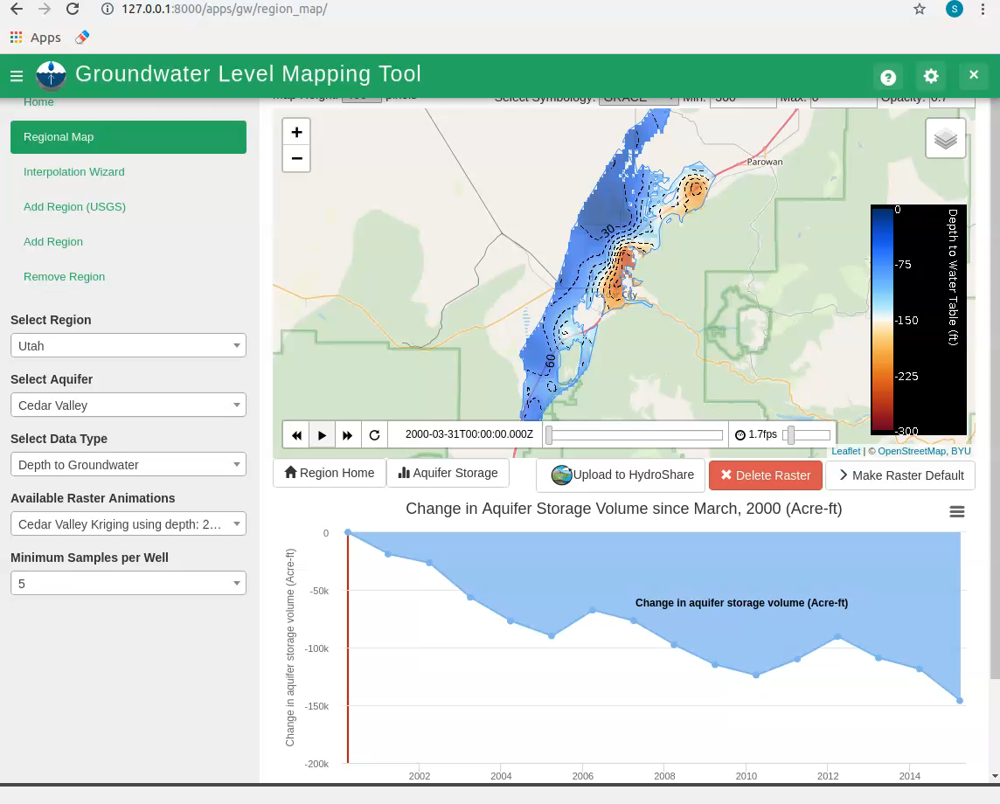 127.0.0.1:8000/apps/gw/region_map/
S
Apps
Groundwater Level Mapping Tool
Home
Regional Map
Interpolation Wizard
Add Region (USGS)
Add Region
Remove Region
Select Region
Utah
Select Aquifer
Cedar Valley
Select Data Type
Depth to Groundwater
Available Raster Animations
Cedar Valley Kriging using depth: 2…
Minimum Samples per Well
5
Map Height:
pixels
Select Symbology: GRACE
Min:
Max:
Opacity: 0.7
+
−
Parowan
30
60
0
-75
-150
-225
-300
Depth to Water Table (ft)
2000-03-31T00:00:00.000Z
1.7fps
Leaflet | © OpenStreetMap, BYU
Region Home
Aquifer Storage
Upload to HydroShare
Delete Raster
Make Raster Default
Change in Aquifer Storage Volume since March, 2000 (Acre-ft)
Change in aquifer storage volume (Acre-ft)
0
-50k
-100k
-150k
-200k
Change in aquifer storage volume (Acre-ft)
2002
2004
2006
2008
2010
2012
2014